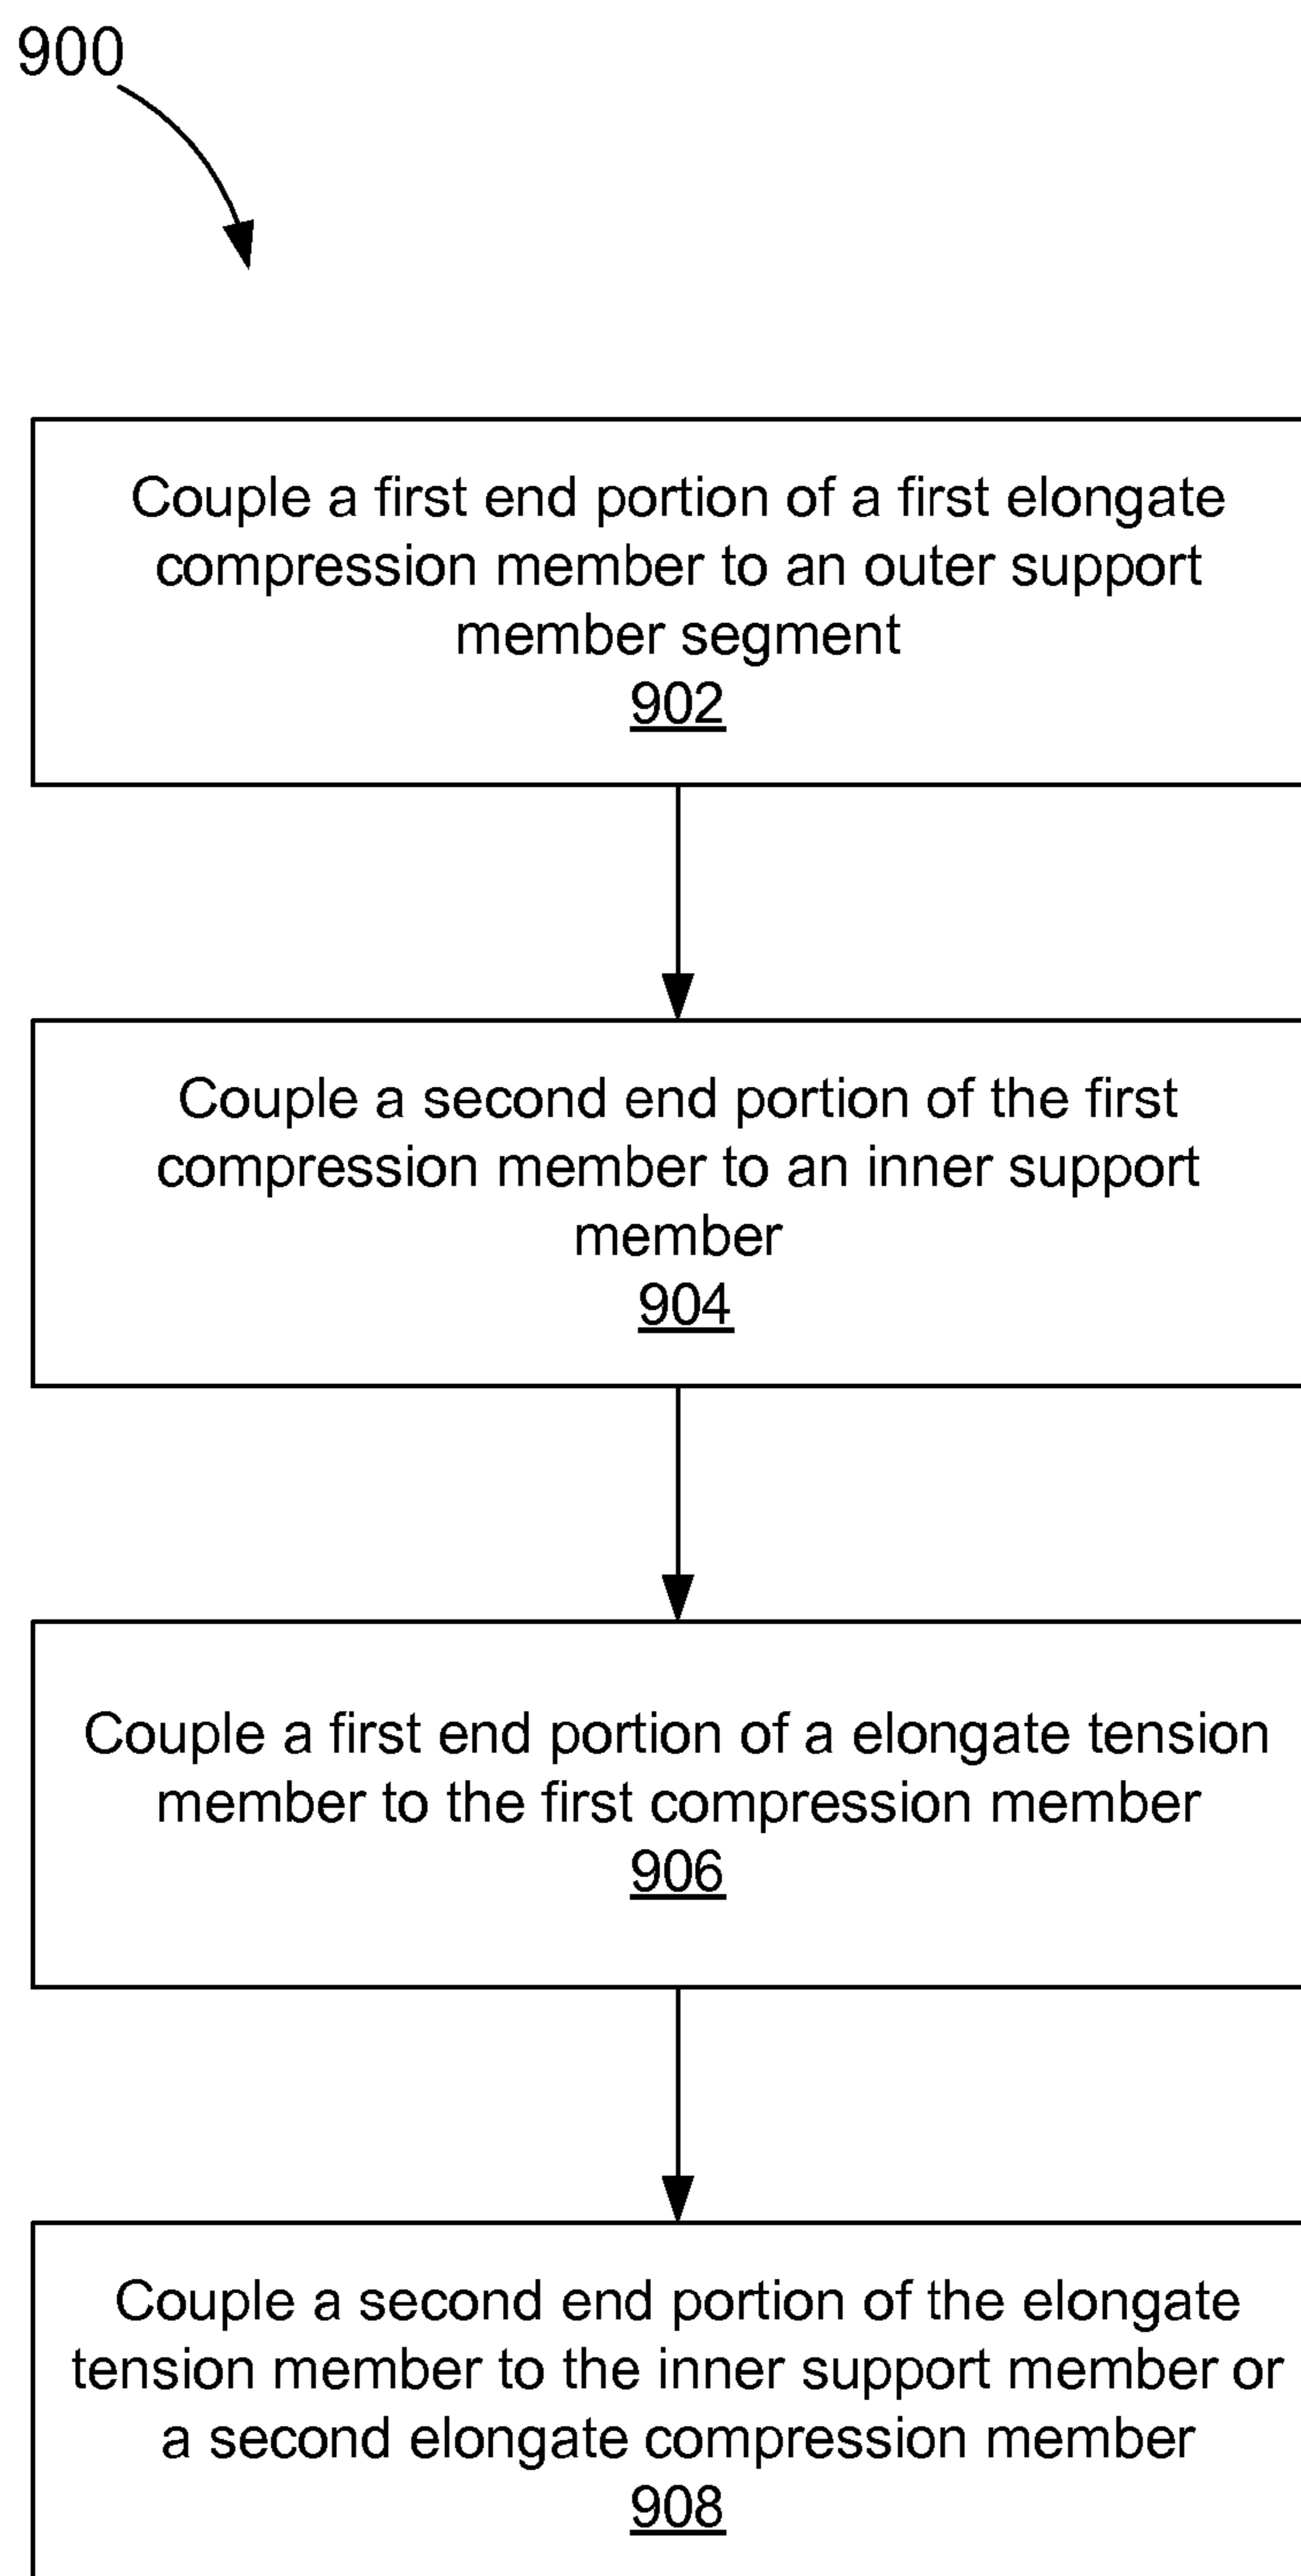 900
Couple a first end portion of a first elongate
compression member to an outer support
member segment
902
Couple a second end portion of the first
compression member to an inner support
member
904
Couple a first end portion of a elongate tension
member to the first compression member
906
Couple a second end portion of the elongate
tension member to the inner support member or
a second elongate compression member
908